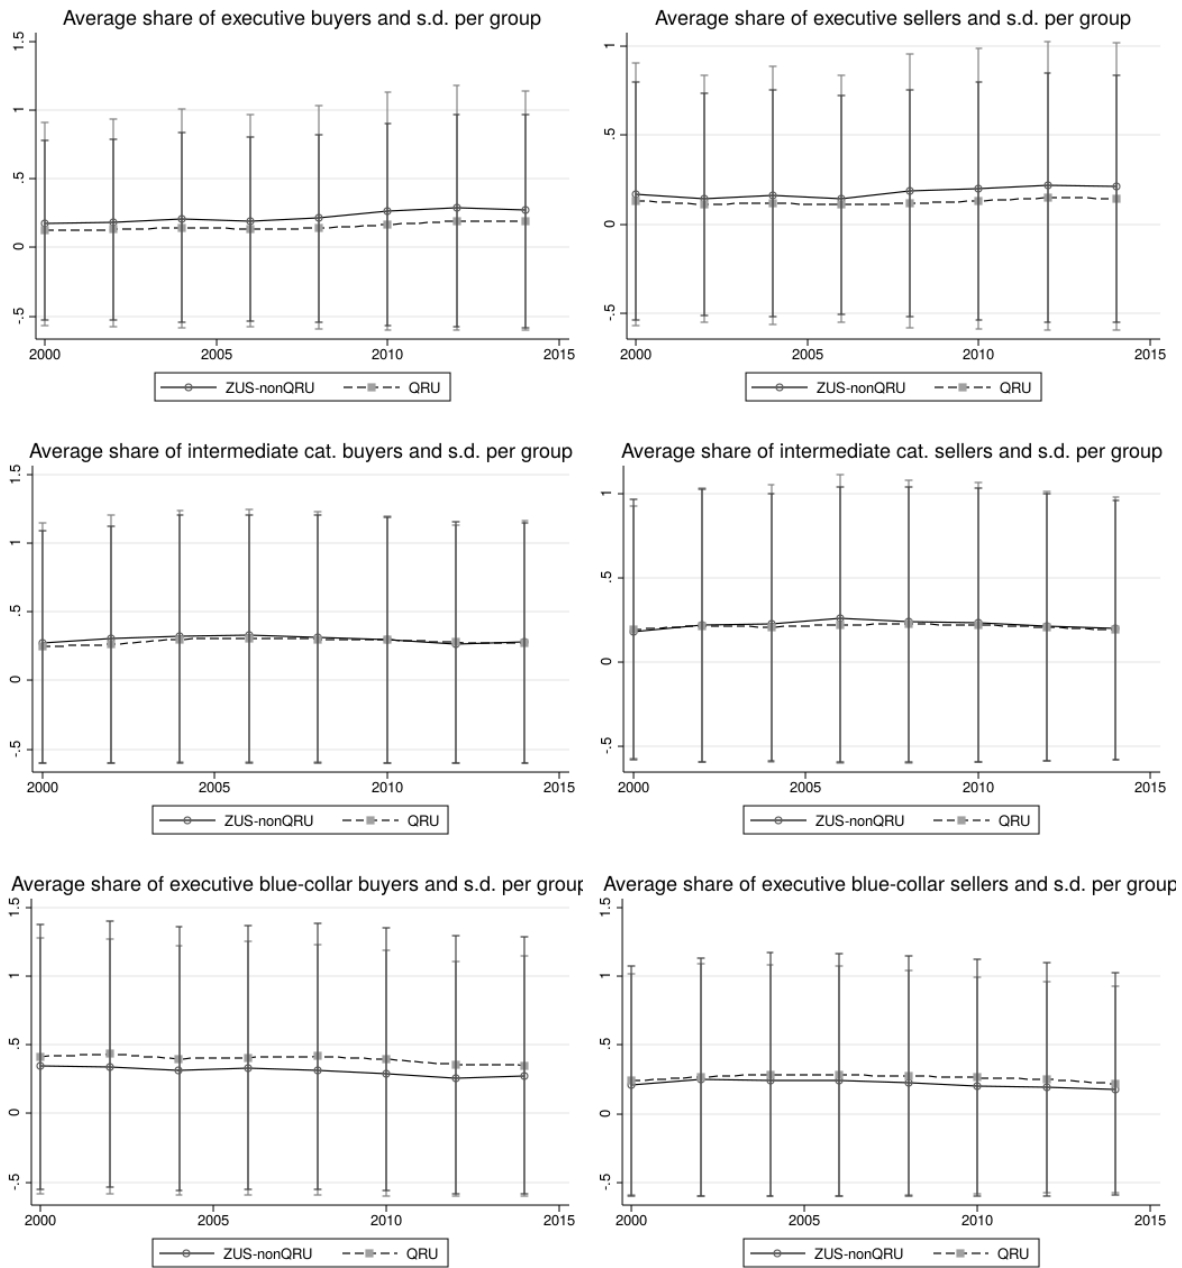 Average share of executive buyers and s.d. per group
1.5
1
.5
0
-.5
2000 2005 2010 2015
ZUS-nonQRU QRU
Average share of executive sellers and s.d. per group
1
.5
0
-.5
2000 2005 2010 2015
ZUS-nonQRU QRU
Average share of intermediate cat. buyers and s.d. per group
1.5
1
.5
0
-.5
2000 2005 2010 2015
ZUS-nonQRU QRU
Average share of intermediate cat. sellers and s.d. per group
1
.5
0
-.5
2000 2005 2010 2015
ZUS-nonQRU QRU
Average share of executive blue-collar buyers and s.d. per group
1.5
1
.5
0
-.5
2000 2005 2010 2015
ZUS-nonQRU QRU
Average share of executive blue-collar sellers and s.d. per group
1.5
1
.5
0
-.5
2000 2005 2010 2015
ZUS-nonQRU QRU